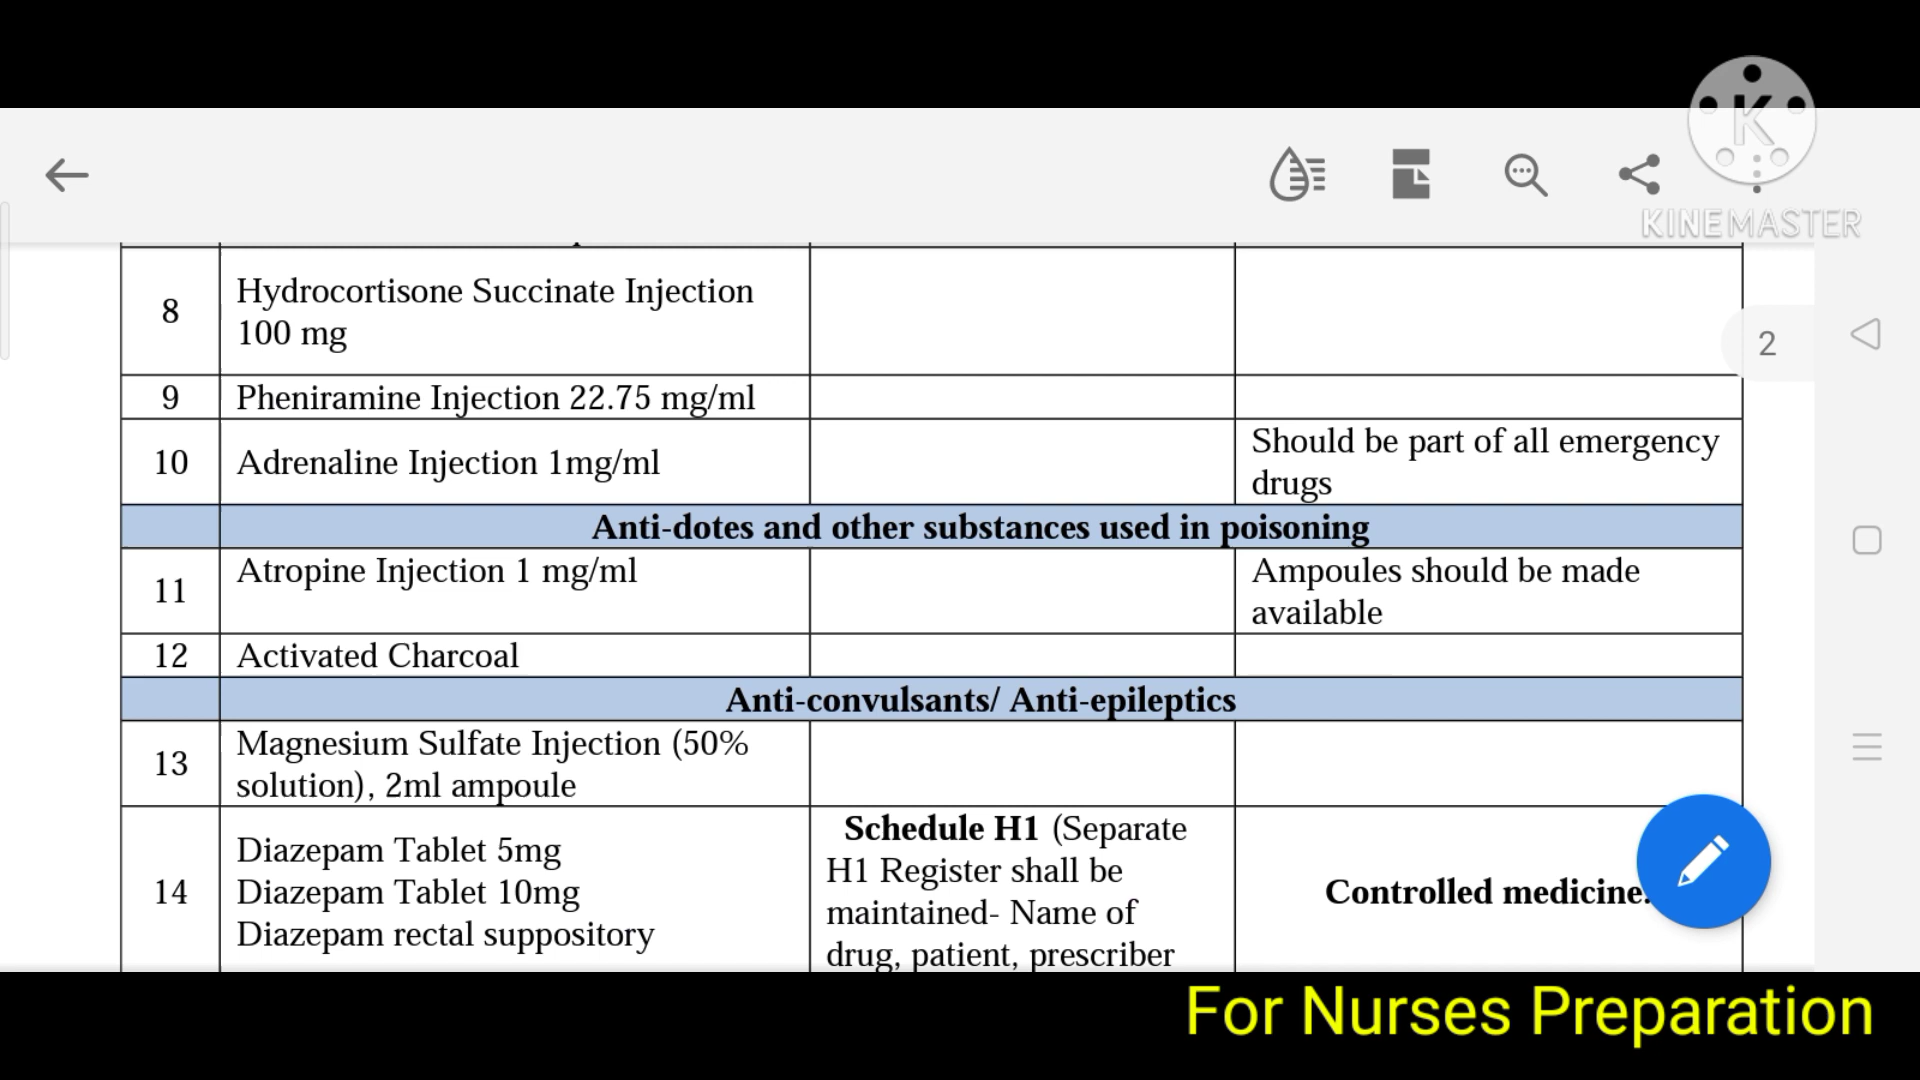 K
KINEMASTER
2
8
Hydrocortisone Succinate Injection
100 mg
9
Pheniramine Injection 22.75 mg/ml
10
Adrenaline Injection 1mg/ml
Should be part of all emergency
drugs
Anti-dotes and other substances used in poisoning
11
Atropine Injection 1 mg/ml
Ampoules should be made
available
12
Activated Charcoal
Anti-convulsants/ Anti-epileptics
13
Magnesium Sulfate Injection (50%
solution), 2ml ampoule
14
Diazepam Tablet 5mg
Diazepam Tablet 10mg
Diazepam rectal suppository
Schedule H1 (Separate
H1 Register shall be
maintained- Name of
drug, patient, prescriber
Controlled medicine.
For Nurses Preparation